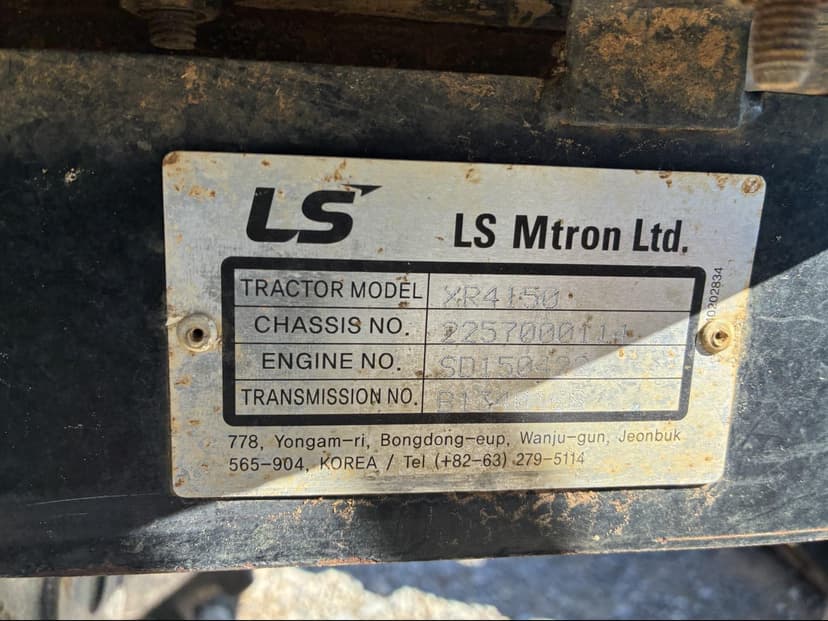 LS LS Mtron Ltd.
TRACTOR MODEL XR4150
CHASSIS NO. 2257000111
ENGINE NO.
TRANSMISSION NO.
778, Yongam-ri, Bongdong-eup, Wanju-gun, Jeonbuk
565-904, KOREA / Tel (+82-63) 279-5114